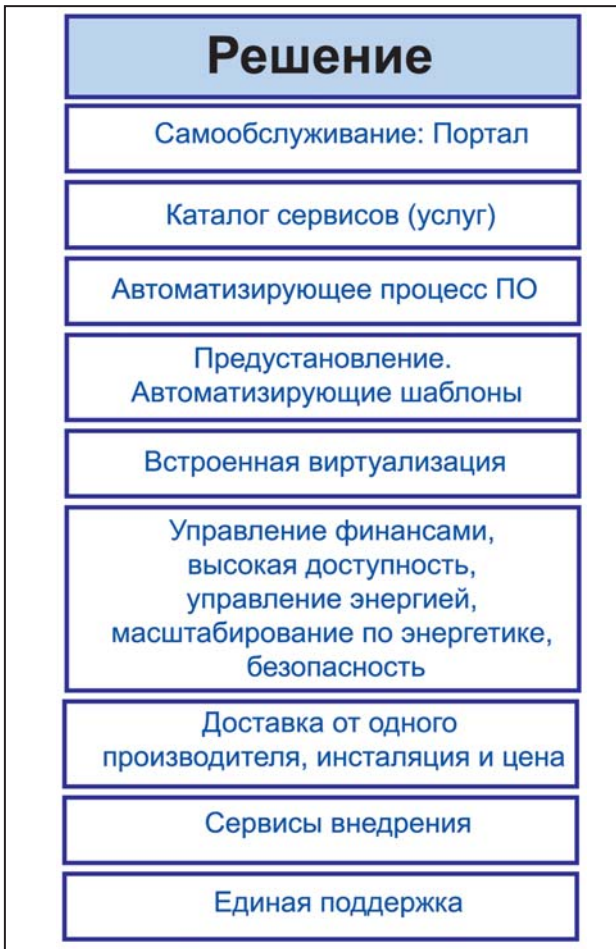 Решение
Самообслуживание: Портал
Каталог сервисов (услуг)
Автоматизирующее процесс ПО
Предустановление.
Автоматизирующие шаблоны
Встроенная виртуализация
Управление финансами,
высокая доступность,
управление энергией,
масштабирование по энергетике,
безопасность
Доставка от одного
производителя, инсталяция и цена
Сервисы внедрения
Единая поддержка